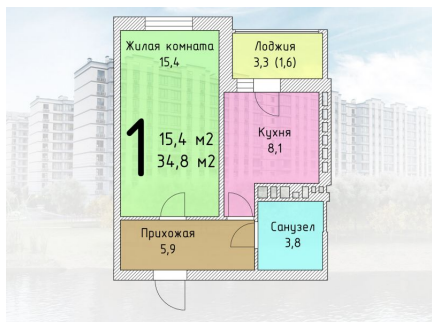 Жилая комната
15,4
Лоджия
3,3 (1,6)
1
15,4 м2
34,8 м2
Кухня
8,1
Прихожая
5,9
Санузел
3,8